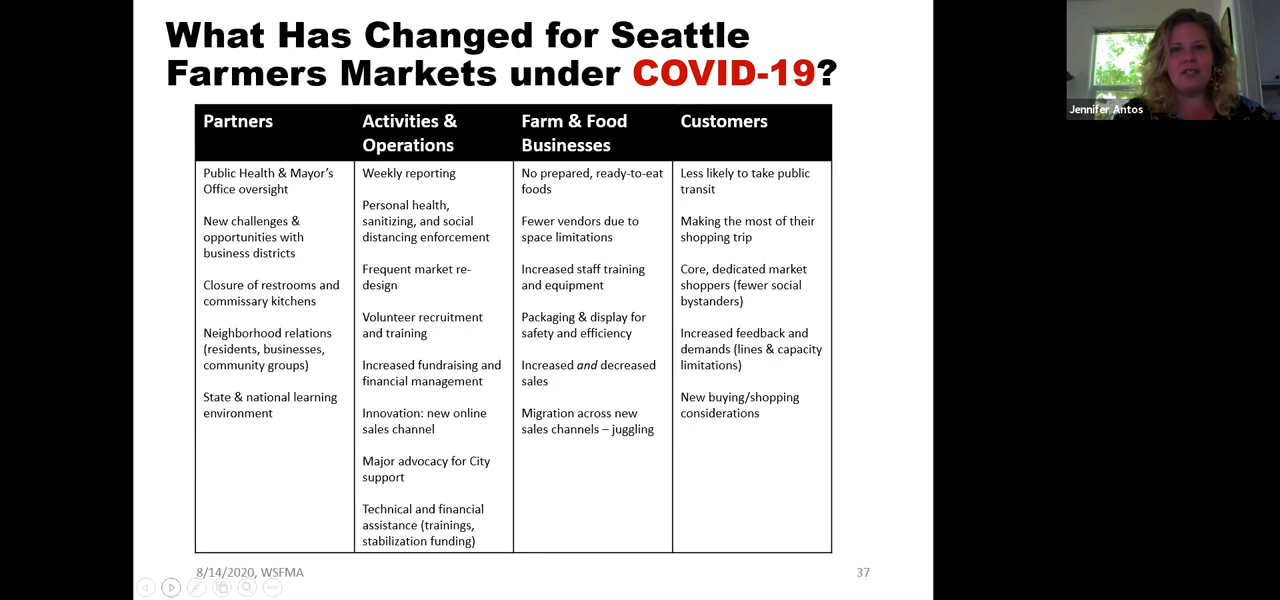 What Has Changed for Seattle
Farmers Markets under COVID-19?
Partners
Public Health & Mayor's
Office oversight
New challenges &
opportunities with
business districts
Closure of restrooms and
commissary kitchens
Neighborhood relations
(residents, businesses,
community groups)
State & national learning
environment
Activities &
Operations
Weekly reporting
Personal health,
sanitizing, and social
distancing enforcement
Frequent market re-
design
Volunteer recruitment
and training
Increased fundraising and
financial management
Innovation: new online
sales channel
Major advocacy for City
support
Technical and financial
assistance (trainings,
stabilization funding)
Farm & Food
Businesses
No prepared, ready-to-eat
foods
Fewer vendors due to
space limitations
Increased staff training
and equipment
Packaging & display for
safety and efficiency
Increased and decreased
sales
Migration across new
sales channels – juggling
Customers
Less likely to take public
transit
Making the most of their
shopping trip
Core, dedicated market
shoppers (fewer social
bystanders)
Increased feedback and
demands (lines & capacity
limitations)
New buying/shopping
considerations
8/14/2020, WSFMA
37
Jennifer Antos